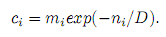 c_i = m_i exp(−n_i/D).